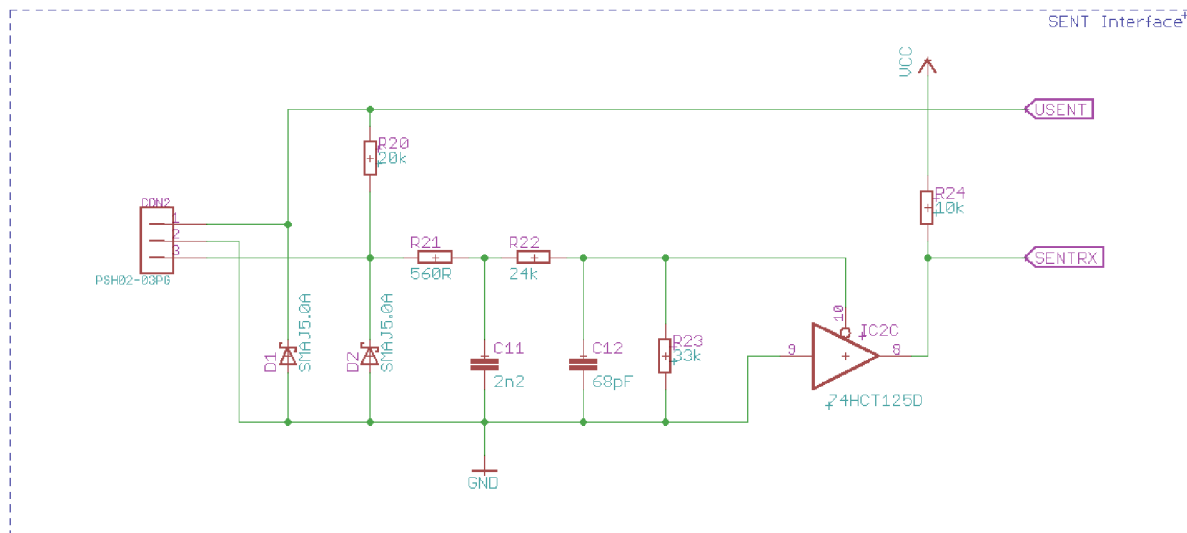 SENT Interface
VCC
USENT
R20
20k
CON2
1
2
3
PSH02-03PG
R21
560R
R22
24k
R24
10k
SENTRX
D1
SMAJ5.0A
D2
SMAJ5.0A
C11
2n2
C12
68pF
R23
33k
10
IC2C
9
8
74HCT125D
GND